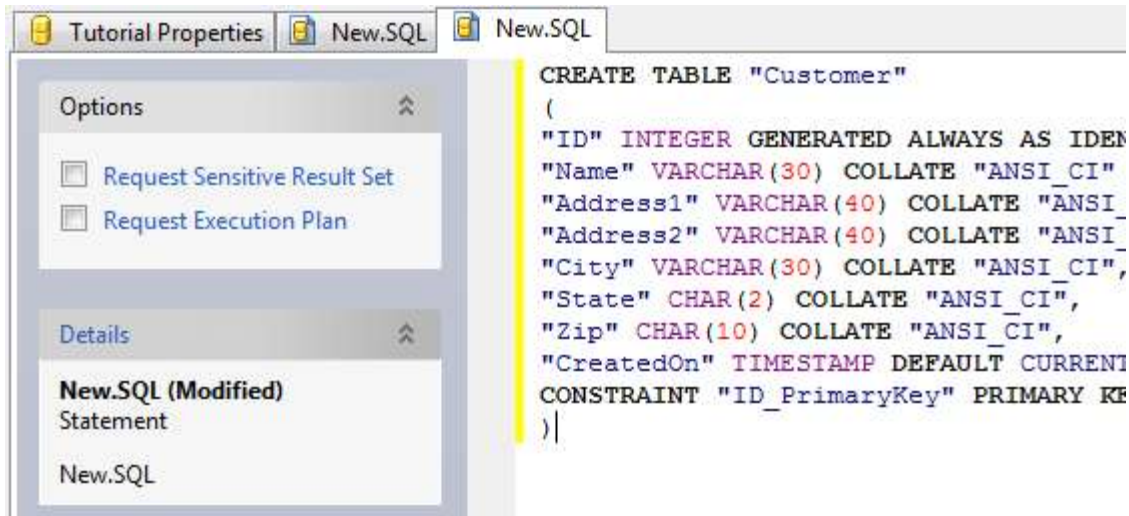 Tutorial Properties New.SQL New.SQL
Options
Request Sensitive Result Set
Request Execution Plan
Details
New.SQL (Modified)
Statement
New.SQL
CREATE TABLE "Customer"
(
"ID" INTEGER GENERATED ALWAYS AS IDEN
"Name" VARCHAR(30) COLLATE "ANSI_CI"
"Address1" VARCHAR(40) COLLATE "ANSI_
"Address2" VARCHAR(40) COLLATE "ANSI_
"City" VARCHAR(30) COLLATE "ANSI_CI",
"State" CHAR(2) COLLATE "ANSI_CI",
"Zip" CHAR(10) COLLATE "ANSI_CI",
"CreatedOn" TIMESTAMP DEFAULT CURRENT
CONSTRAINT "ID_PrimaryKey" PRIMARY KE
)